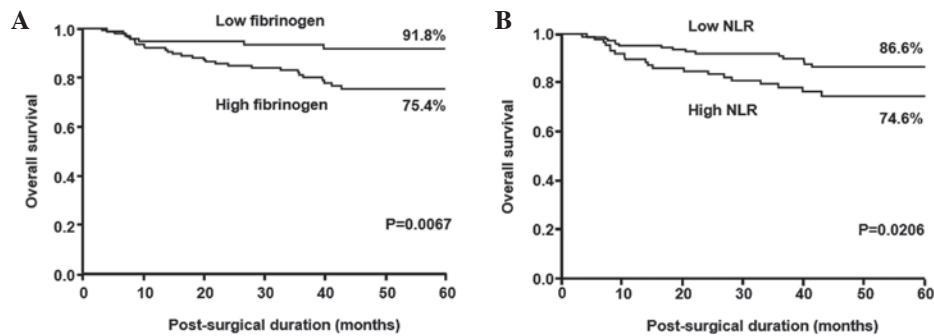 A
Low fibrinogen
91.8%
High fibrinogen
75.4%
P=0.0067
Overall survival
1.0
0.8
0.6
0.4
0.2
0.0
0 10 20 30 40 50 60
Post-surgical duration (months)
B
Low NLR
86.6%
High NLR
74.6%
P=0.0206
Overall survival
1.0
0.8
0.6
0.4
0.2
0.0
0 10 20 30 40 50 60
Post-surgical duration (months)